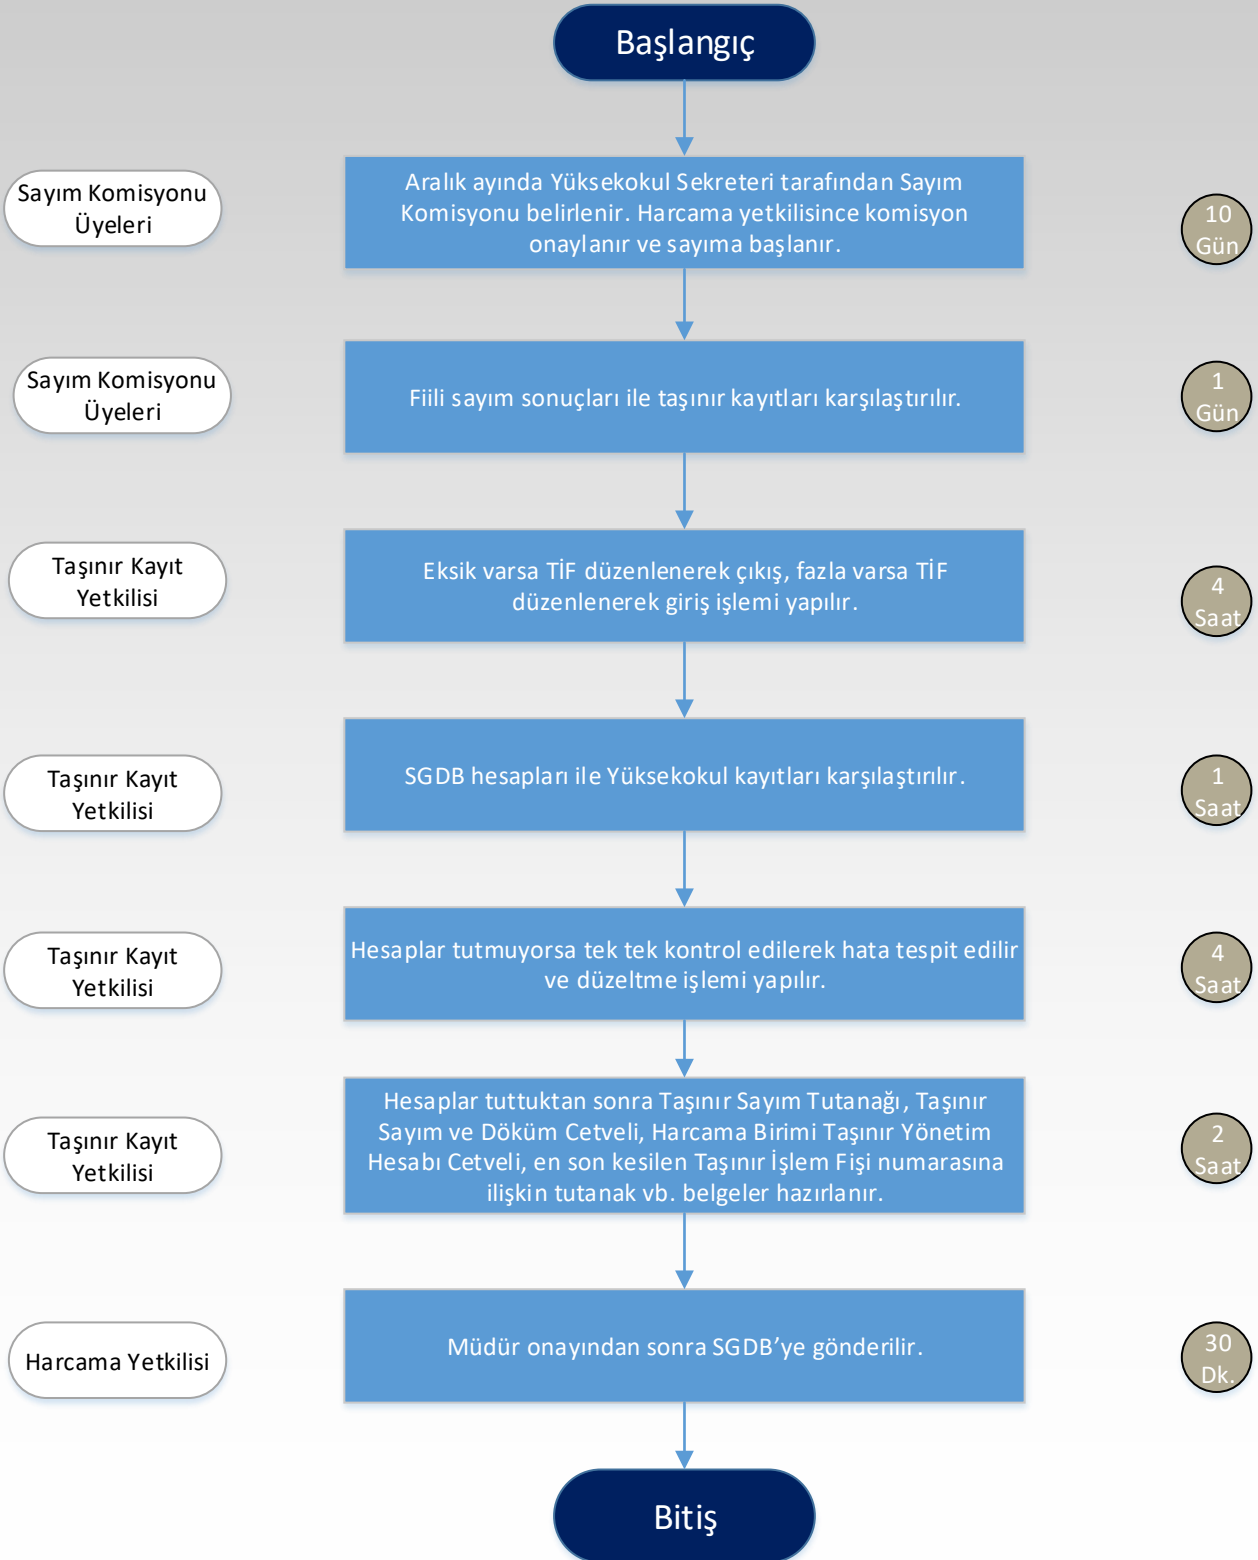 Başlangıç
Sayım Komisyonu
Üyeleri
Aralık ayında Yüksekokul Sekreteri tarafından Sayım
Komisyonu belirlenir. Harcama yetkilisince komisyon
onaylanır ve sayıma başlanır.
10
Gün
Sayım Komisyonu
Üyeleri
Fiili sayım sonuçları ile taşınır kayıtları karşılaştırılır.
1
Gün
Taşınır Kayıt
Yetkilisi
Eksik varsa TİF düzenlenerek çıkış, fazla varsa TİF
düzenlenerek giriş işlemi yapılır.
4
Saat
Taşınır Kayıt
Yetkilisi
SGDB hesapları ile Yüksekokul kayıtları karşılaştırılır.
1
Saat
Taşınır Kayıt
Yetkilisi
Hesaplar tutmuyorsa tek tek kontrol edilerek hata tespit edilir
ve düzeltme işlemi yapılır.
4
Saat
Taşınır Kayıt
Yetkilisi
Hesaplar tuttuktan sonra Taşınır Sayım Tutanağı, Taşınır
Sayım ve Döküm Cetveli, Harcama Birimi Taşınır Yönetim
Hesabı Cetveli, en son kesilen Taşınır İşlem Fişi numarasına
ilişkin tutanak vb. belgeler hazırlanır.
2
Saat
Harcama Yetkilisi
Müdür onayından sonra SGDB’ye gönderilir.
30
Dk.
Bitiş